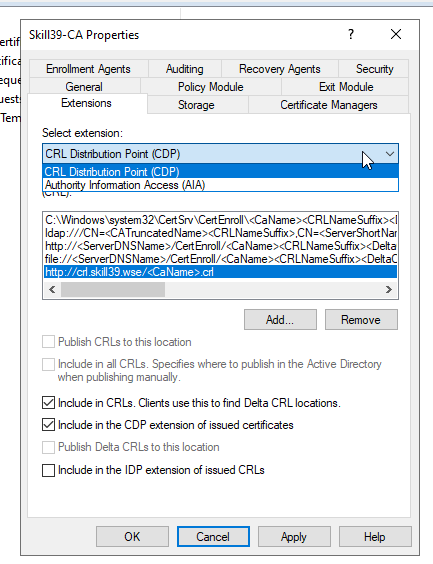 Skill39-CA Properties
?
Enrollment Agents Auditing Recovery Agents Security
General Policy Module Exit Module
Extensions Storage Certificate Managers
Select extension:
CRL Distribution Point (CDP)
CRL Distribution Point (CDP)
Authority Information Access (AIA)
(CRL).
C:\Windows\system32\CertSrv\CertEnroll\<CaName><CRLNameSuffix><
ldap:///CN=<CATruncatedName><CRLNameSuffix>,CN=<ServerShortNam
http://<ServerDNSName>/CertEnroll/<CaName><CRLNameSuffix><Delta
file://<ServerDNSName>/CertEnroll/<CaName><CRLNameSuffix><DeltaC
http://crl.skill39.wse/<CaName>.crl
Add... Remove
Publish CRLs to this location
Include in all CRLs. Specifies where to publish in the Active Directory
when publishing manually.
Include in CRLs. Clients use this to find Delta CRL locations.
Include in the CDP extension of issued certificates
Publish Delta CRLs to this location
Include in the IDP extension of issued CRLs
OK Cancel Apply Help